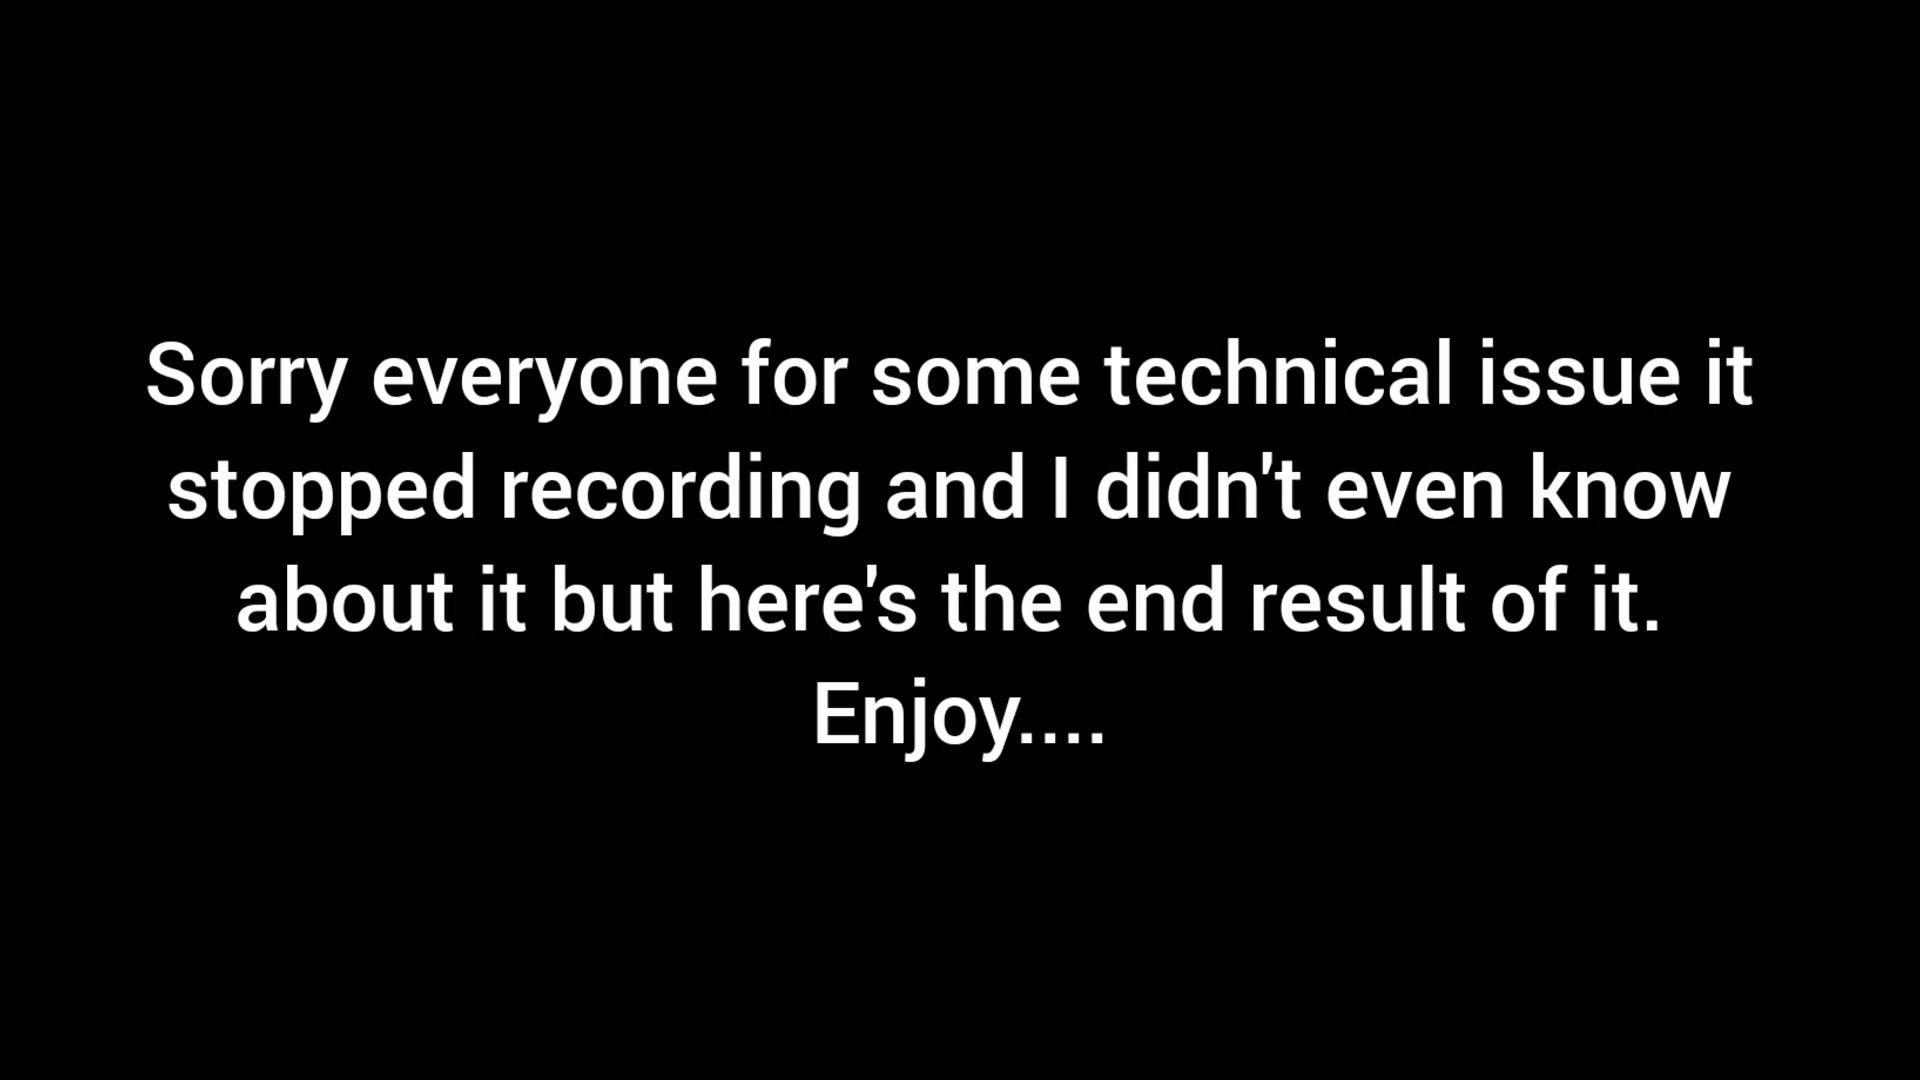 Sorry everyone for some technical issue it
stopped recording and I didn't even know
about it but here's the end result of it.
Enjoy....